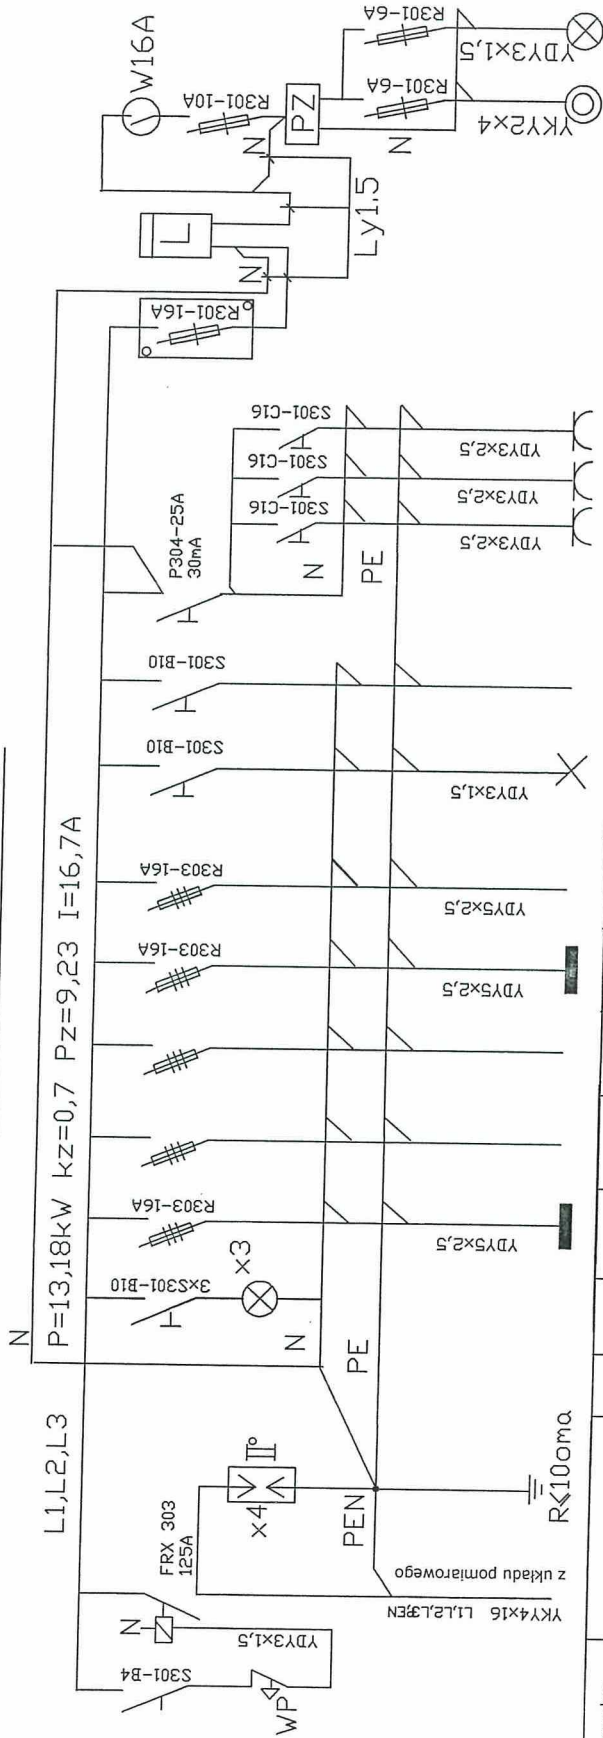 N
L1,L2,L3
P=13,18kW kz=0,7 Pz=9,23 I=16,7A
S301-B4
WP
N
YDY3x1,5
FRX 303
125A
x4
II°
PEN
YKY4x16 L1,L2,L3PEN
z układu pomiarowego
R<10oma
3xS301-B10
x3
N
PE
R303-16A
YDY5x2,5
R303-16A
YDY5x2,5
R303-16A
YDY5x2,5
S301-B10
YDY3x1,5
S301-B10
P304-25A
30mA
N
PE
S301-C16
YDY3x2,5
S301-C16
YDY3x2,5
S301-C16
YDY3x2,5
R301-16A
L
N
N
Ly1.5
W16A
R301-10A
PZ
N
R301-6A
YKY2x4
R301-6A
YDY3x1,5